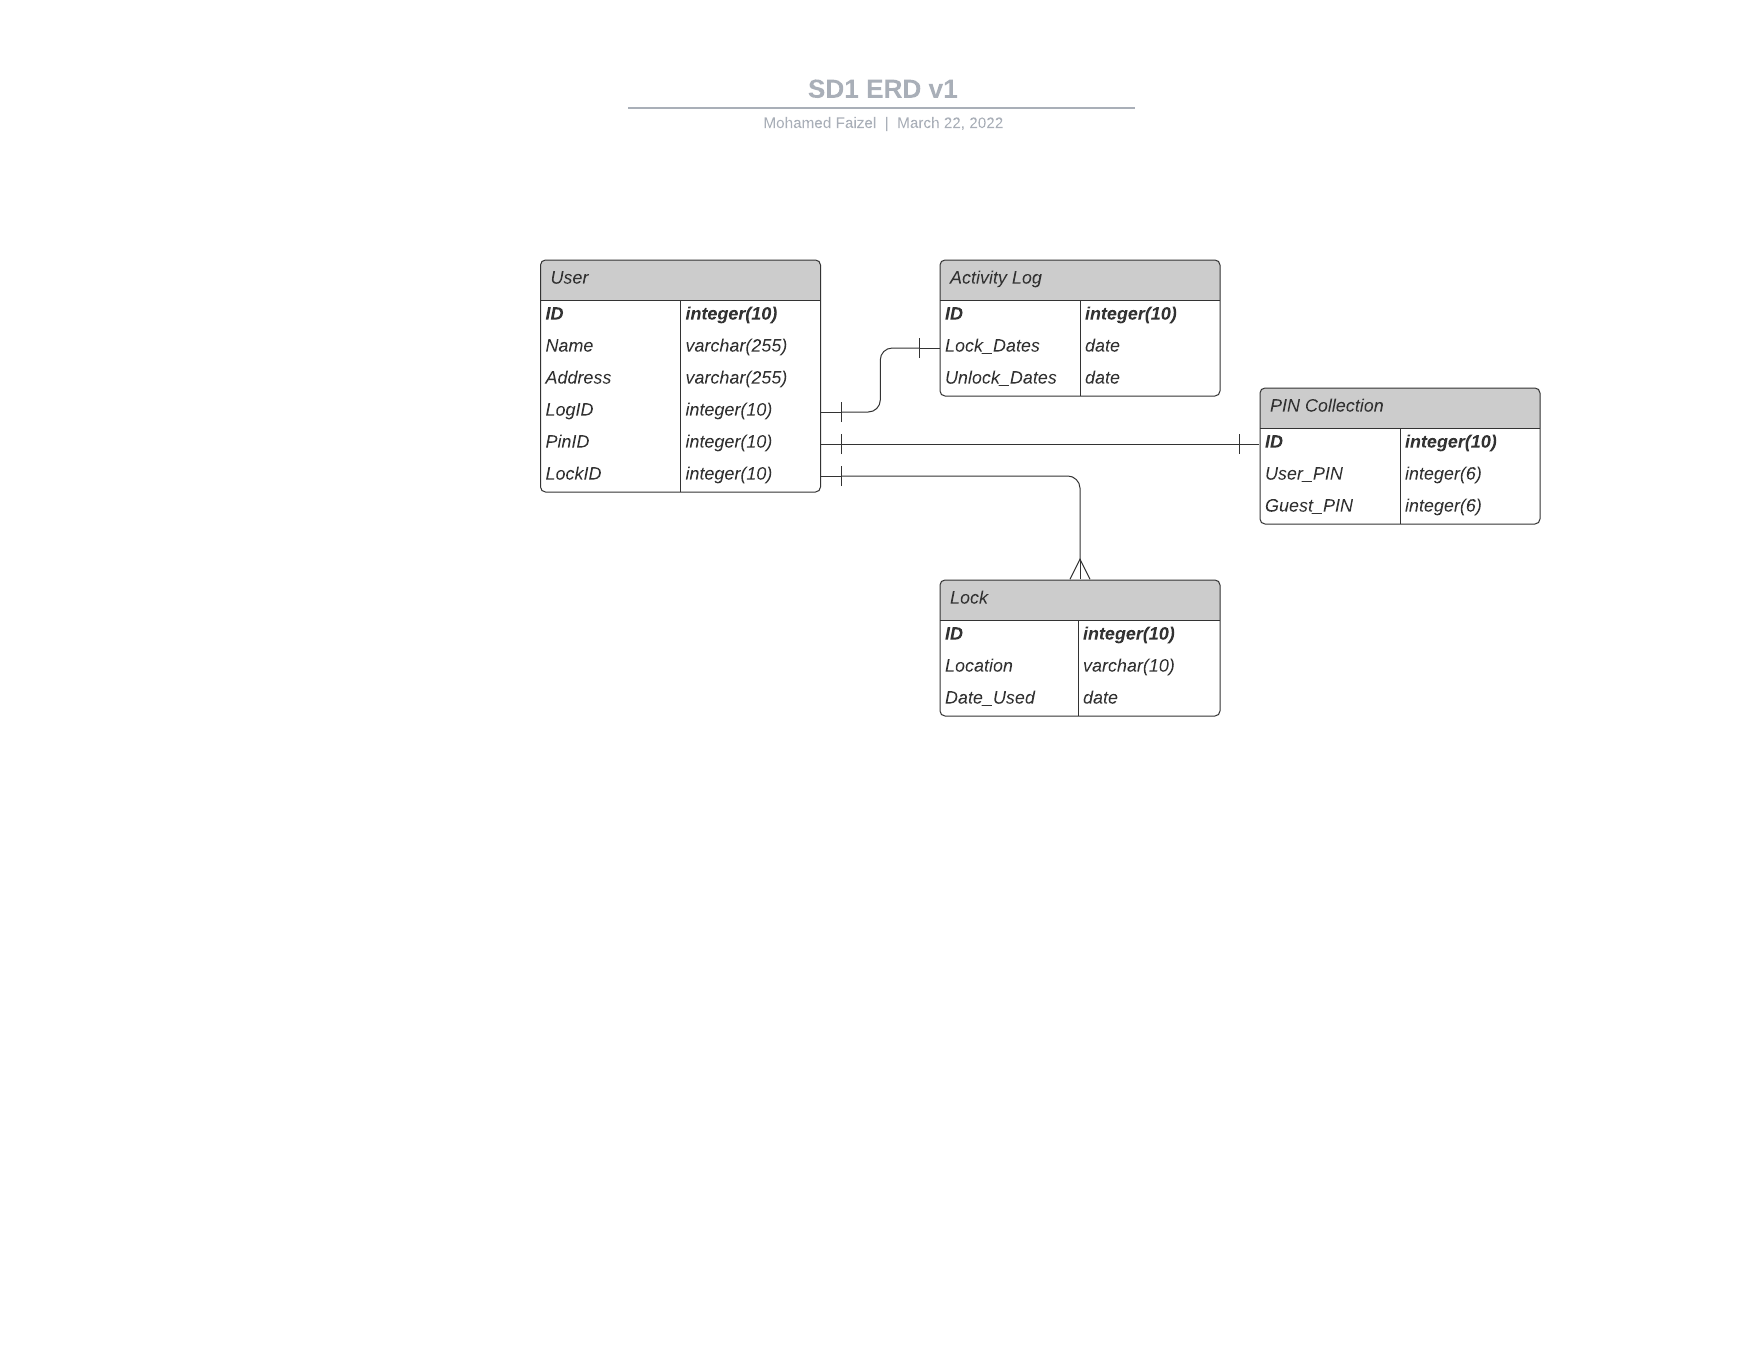 SD1 ERD v1
Mohamed Faizel | March 22, 2022
User
ID integer(10)
Name varchar(255)
Address varchar(255)
LogID integer(10)
PinID integer(10)
LockID integer(10)
Activity Log
ID integer(10)
Lock_Dates date
Unlock_Dates date
PIN Collection
ID integer(10)
User_PIN integer(6)
Guest_PIN integer(6)
Lock
ID integer(10)
Location varchar(10)
Date_Used date